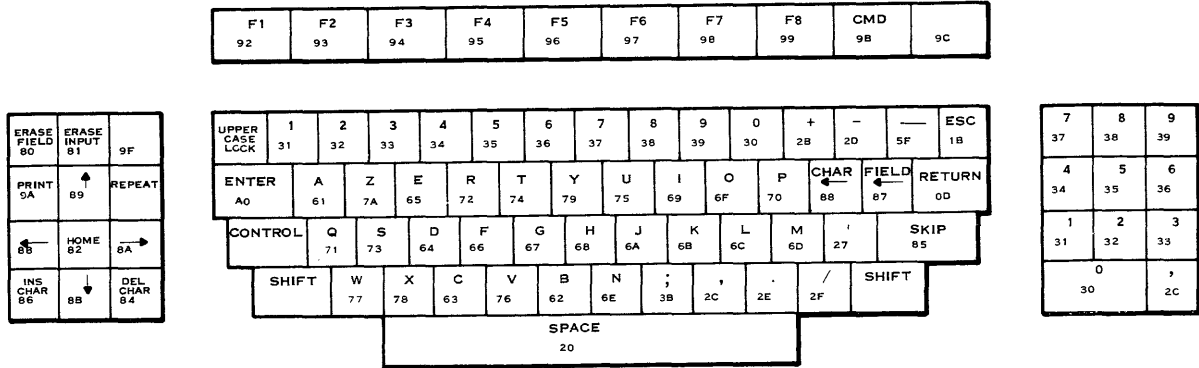 F1 F2 F3 F4 F5 F6 F7 F8 CMD
92 93 94 95 96 97 98 99 9B 9C
ERASE FIELD 80 ERASE INPUT 81 9F
PRINT 9A 89 REPEAT
88 HOME 82 8A
INS CHAR 86 8B DEL CHAR 84
UPPER CASE LOCK 1 2 3 4 5 6 7 8 9 0 + - — ESC
31 32 33 34 35 36 37 38 39 30 2B 2D 5F 1B
ENTER A Z E R T Y U I O P CHAR FIELD RETURN
A0 61 7A 65 72 74 79 75 69 6F 70 88 87 0D
CONTROL Q S D F G H J K L M ' SKIP
71 73 64 66 67 68 6A 6B 6C 6D 27 85
SHIFT W X C V B N ; , . / SHIFT
77 78 63 76 62 6E 3B 2C 2E 2F
SPACE
20
7 8 9
37 38 39
4 5 6
34 35 36
1 2 3
31 32 33
0 ,
30 2C